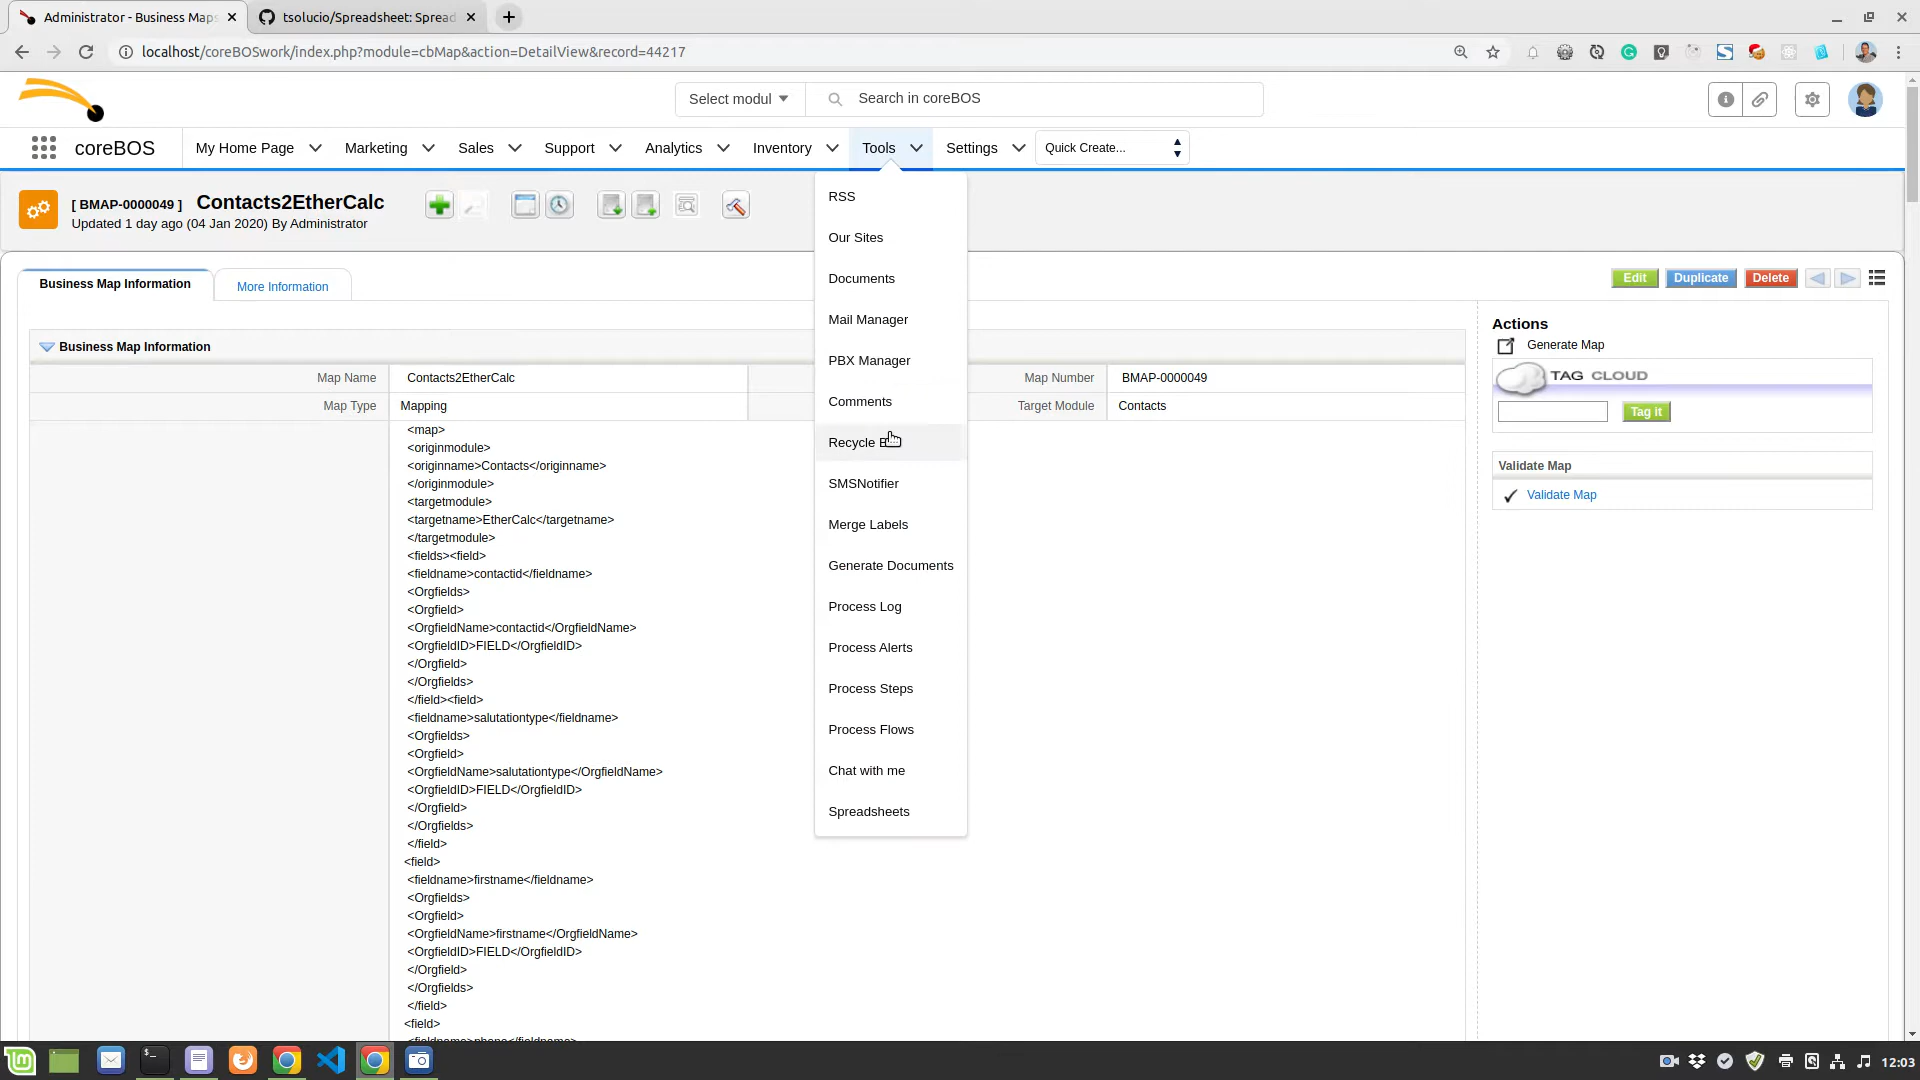 Administrator - Business Maps
tsolucio/Spreadsheet: Spread
localhost/coreBOSwork/index.php?module=cbMap&action=DetailView&record=44217
Select modul
Search in coreBOS
coreBOS
My Home Page
Marketing
Sales
Support
Analytics
Inventory
Tools
Settings
Quick Create...
[ BMAP-0000049 ] Contacts2EtherCalc
Updated 1 day ago (04 Jan 2020) By Administrator
RSS
Our Sites
Documents
Mail Manager
PBX Manager
Comments
Recycle
SMSNotifier
Merge Labels
Generate Documents
Process Log
Process Alerts
Process Steps
Process Flows
Chat with me
Spreadsheets
Business Map Information
More Information
Edit
Duplicate
Delete
Business Map Information
Map Name
Contacts2EtherCalc
Map Number
BMAP-0000049
Map Type
Mapping
Target Module
Contacts
<map>
<originmodule>
<originname>Contacts</originname>
</originmodule>
<targetmodule>
<targetname>EtherCalc</targetname>
</targetmodule>
<fields><field>
<fieldname>contactid</fieldname>
<Orgfields>
<Orgfield>
<OrgfieldName>contactid</OrgfieldName>
<OrgfieldID>FIELD</OrgfieldID>
</Orgfield>
</Orgfields>
</field><field>
<fieldname>salutationtype</fieldname>
<Orgfields>
<Orgfield>
<OrgfieldName>salutationtype</OrgfieldName>
<OrgfieldID>FIELD</OrgfieldID>
</Orgfield>
</Orgfields>
</field>
<field>
<fieldname>firstname</fieldname>
<Orgfields>
<Orgfield>
<OrgfieldName>firstname</OrgfieldName>
<OrgfieldID>FIELD</OrgfieldID>
</Orgfield>
</Orgfields>
</field>
<field>
<fieldname>phone</fieldname>
Actions
Generate Map
TAG CLOUD
Tag it
Validate Map
Validate Map
12:03